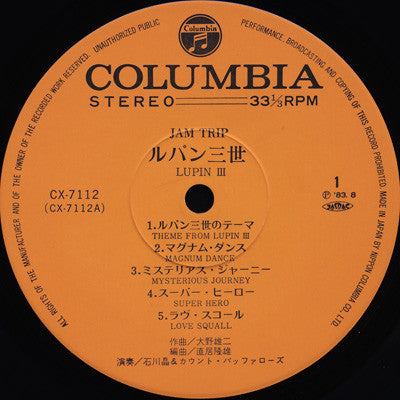 Columbia
COLUMBIA
STEREO 33⅓RPM
JAM TRIP
ルパン三世
LUPIN III
CX-7112
(CX-7112A)
1
Ⓟ '83. 8
JASRAC
1.ルパン三世のテーマ
THEME FROM LUPIN III
2.マグナム・ダンス
MAGNUM DANCE
3.ミステリアス・ジャーニー
MYSTERIOUS JOURNEY
4.スーパー・ヒーロー
SUPER HERO
5.ラヴ・スコール
LOVE SQUALL
作曲/大野雄二
編曲/直居隆雄
演奏/石川晶&カウント・バッファローズ
ALL RIGHTS OF THE MANUFACTURER AND OF THE OWNER OF THE RECORDED WORK RESERVED. UNAUTHORIZED PUBLIC PERFORMANCE, BROADCASTING AND COPYING OF THIS RECORD PROHIBITED. MADE IN JAPAN BY NIPPON COLUMBIA CO., LTD.